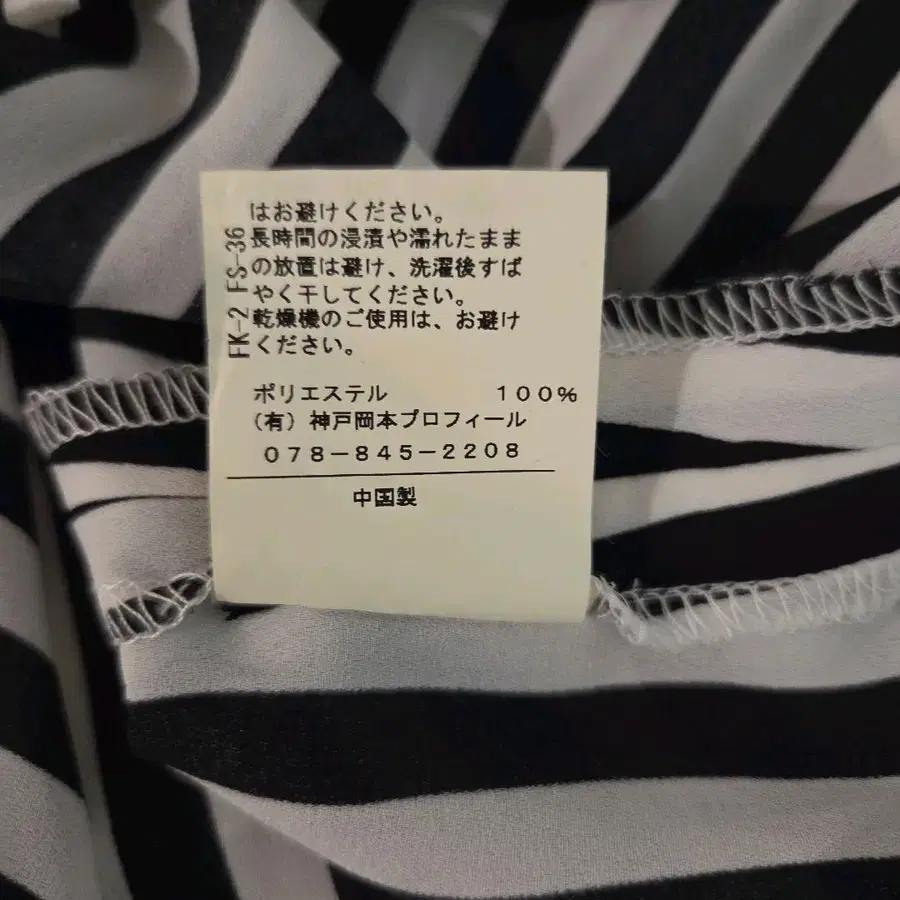 はお避けください。
長時間の浸漬や濡れたまま
の放置は避け、洗濯後すば
やく干してください。
乾燥機のご使用は、お避け
ください。
FK-2 FS-36
ポリエステル 100%
(有) 神戸岡本プロフィール
078-845-2208
中国製